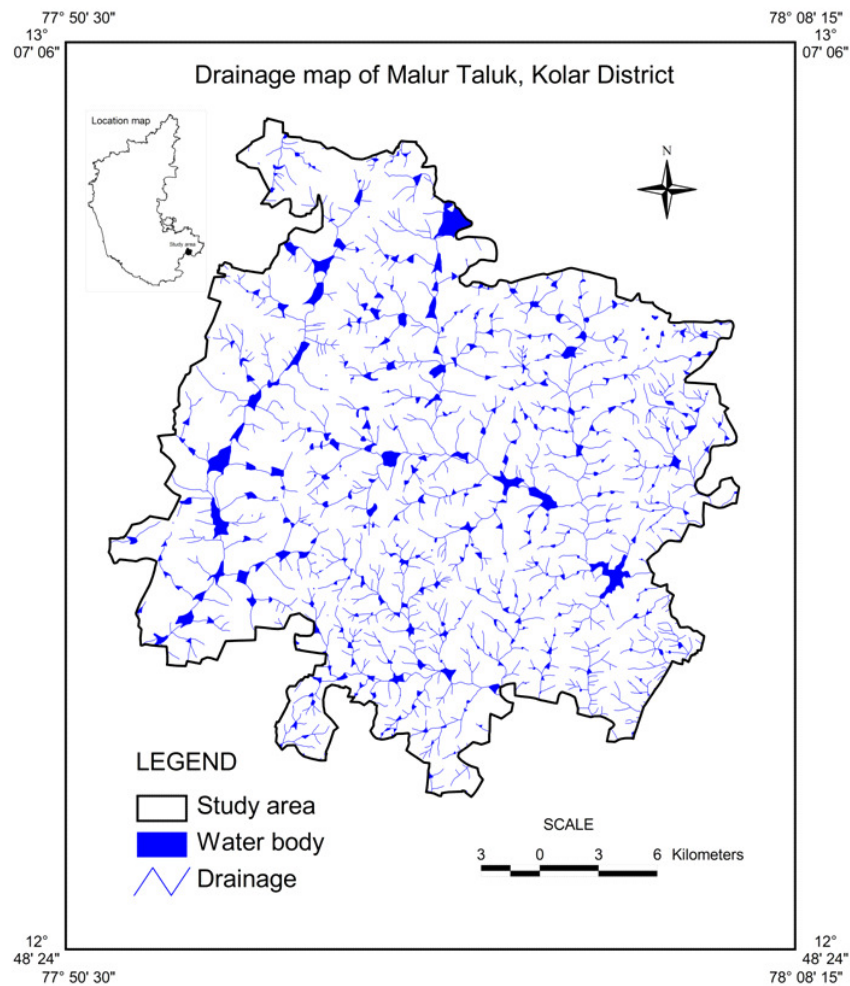 77° 50' 30"
78° 08' 15"
13°
07' 06"
13
07' 06"
Drainage map of Malur Taluk, Kolar District
Location map
Study area
N
LEGEND
Study area
Water body
Drainage
SCALE
3 0 3 6 Kilometers
12°
48' 24"
12°
48' 24"
77° 50' 30"
78° 08' 15"